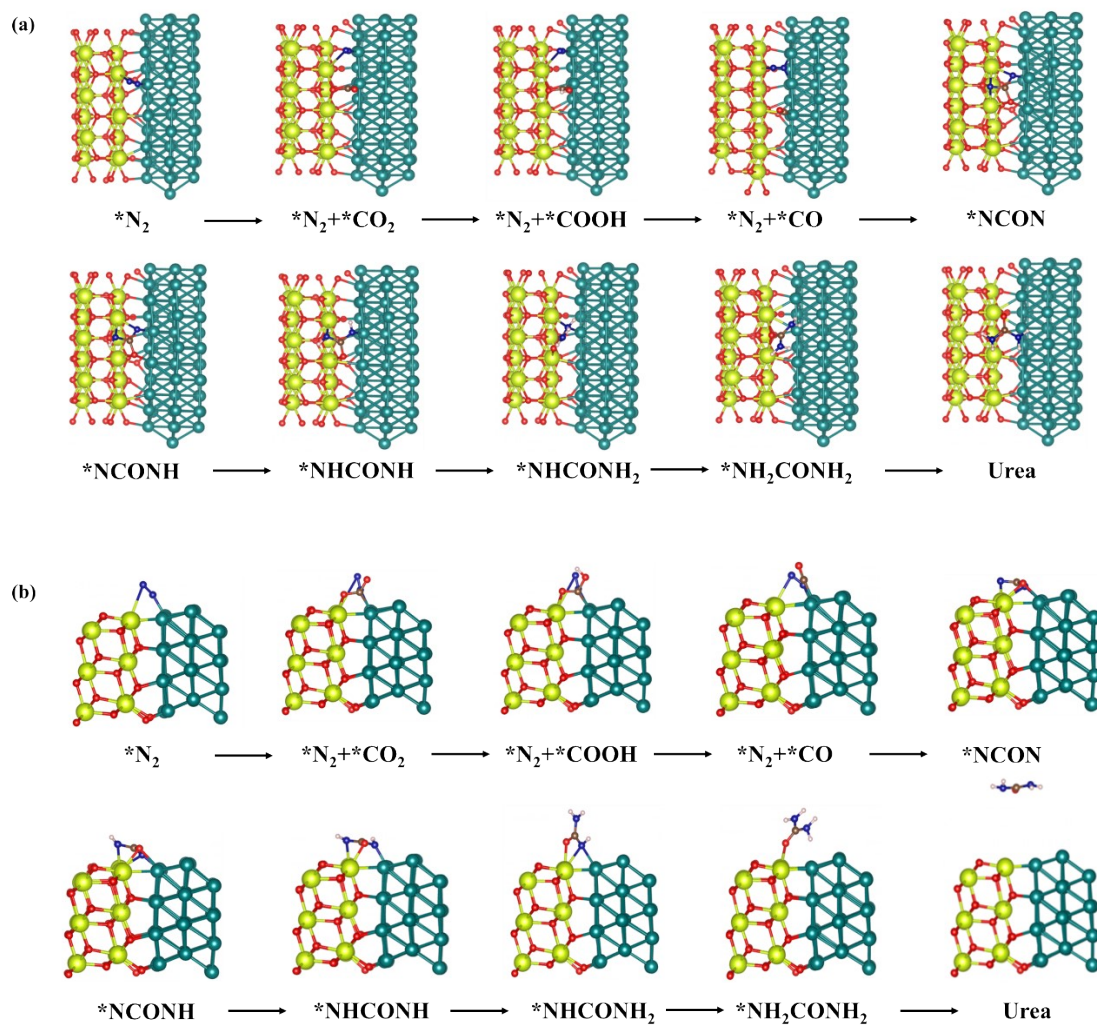 (a)
*N₂ → *N₂+*CO₂ → *N₂+*COOH → *N₂+*CO → *NCON
*NCONH → *NHCONH → *NHCONH₂ → *NH₂CONH₂ → Urea
(b)
*N₂ → *N₂+*CO₂ → *N₂+*COOH → *N₂+*CO → *NCON
*NCONH → *NHCONH → *NHCONH₂ → *NH₂CONH₂ → Urea